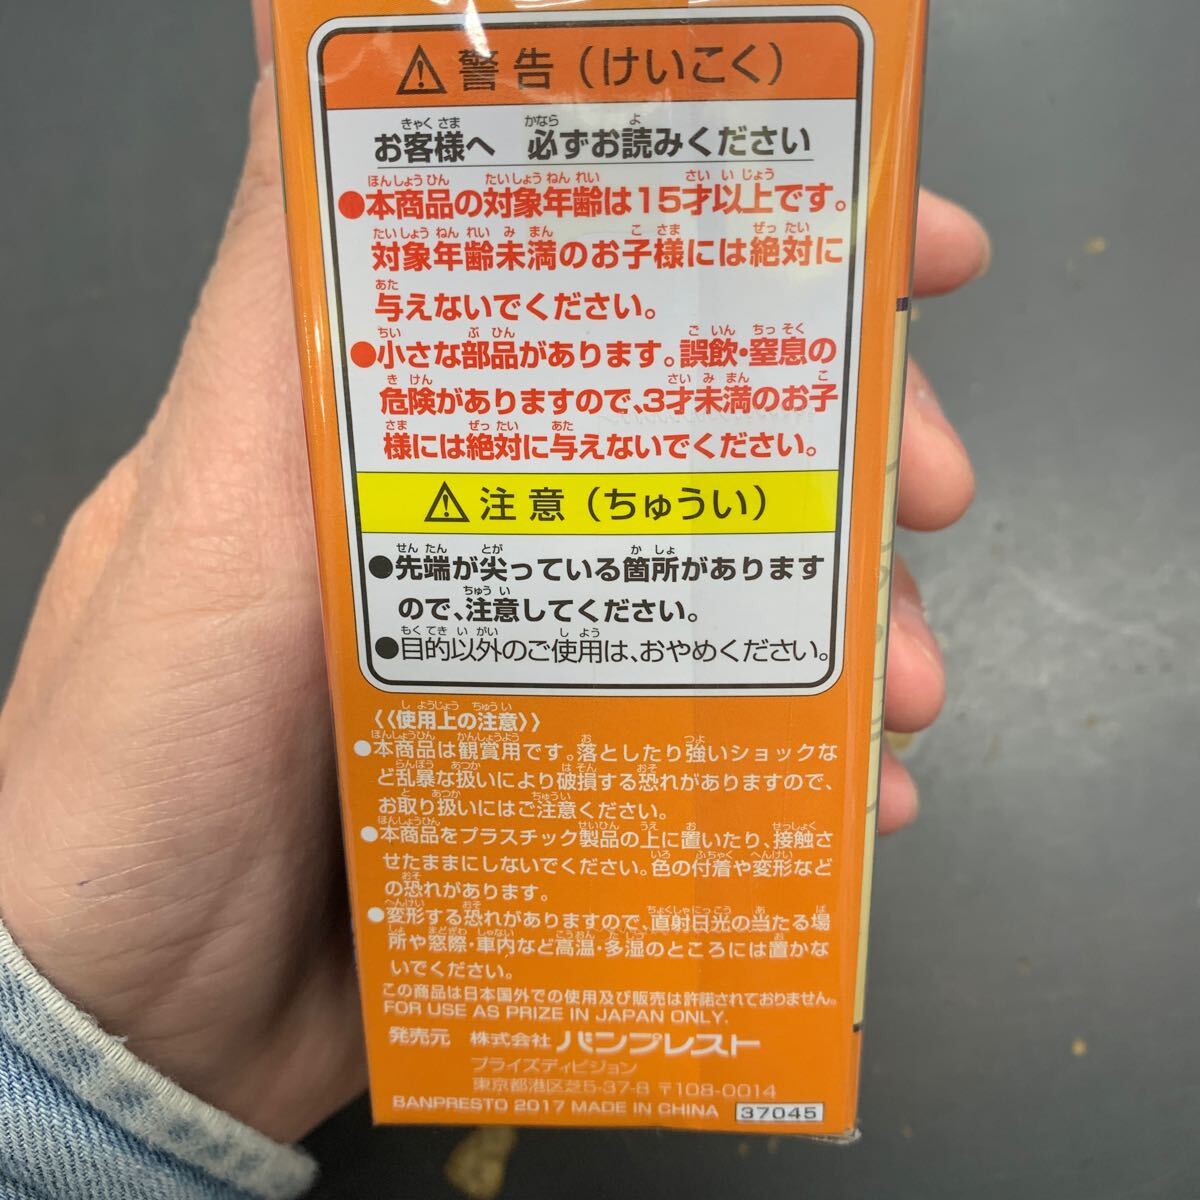 ⚠警告（けいこく）
お客様へ 必ずお読みください
●本商品の対象年齢は15才以上です。
対象年齢未満のお子様には絶対に
与えないでください。
●小さな部品があります。誤飲・窒息の
危険がありますので、3才未満のお子
様には絶対に与えないでください。
⚠注意（ちゅうい）
●先端が尖っている箇所があります
ので、注意してください。
●目的以外のご使用は、おやめください。
《使用上の注意》
●本商品は観賞用です。落としたり強いショックな
ど乱暴な扱いにより破損する恐れがありますので、
お取り扱いにはご注意ください。
●本商品をプラスチック製品の上に置いたり、接触さ
せたままにしないでください。色の付着や変形など
の恐れがあります。
●変形する恐れがありますので、直射日光の当たる場
所や窓際・車内など高温・多湿のところには置かな
いでください。
この商品は日本国外での使用及び販売は許諾されておりません。
FOR USE AS PRIZE IN JAPAN ONLY.
発売元 株式会社 バンプレスト
プライズディビジョン
東京都港区芝5-37-8 〒108-0014
BANPRESTO 2017 MADE IN CHINA 37045